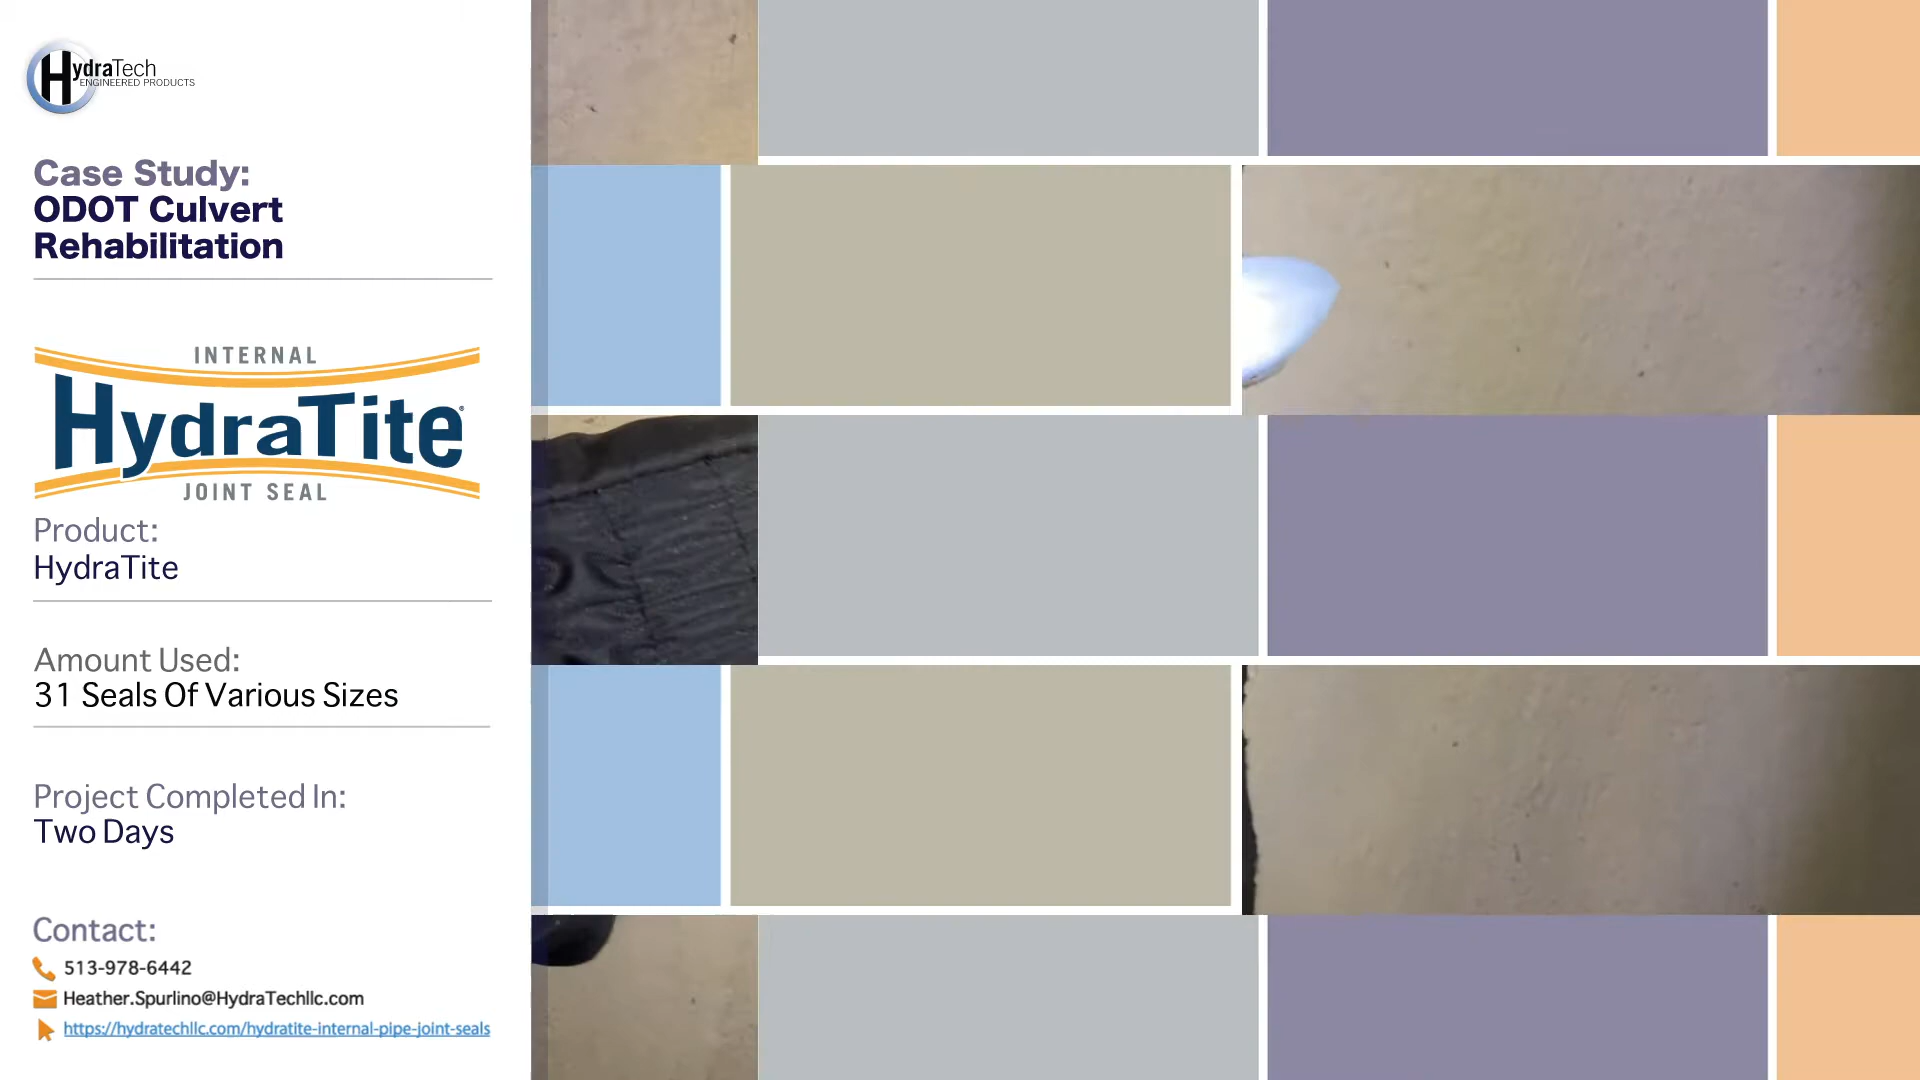 HydraTech
ENGINEERED PRODUCTS
Case Study:
ODOT Culvert
Rehabilitation
INTERNAL
HydraTite®
JOINT SEAL
Product:
HydraTite
Amount Used:
31 Seals Of Various Sizes
Project Completed In:
Two Days
Contact:
513-978-6442
Heather.Spurlino@HydraTechllc.com
https://hydratechllc.com/hydratite-internal-pipe-joint-seals